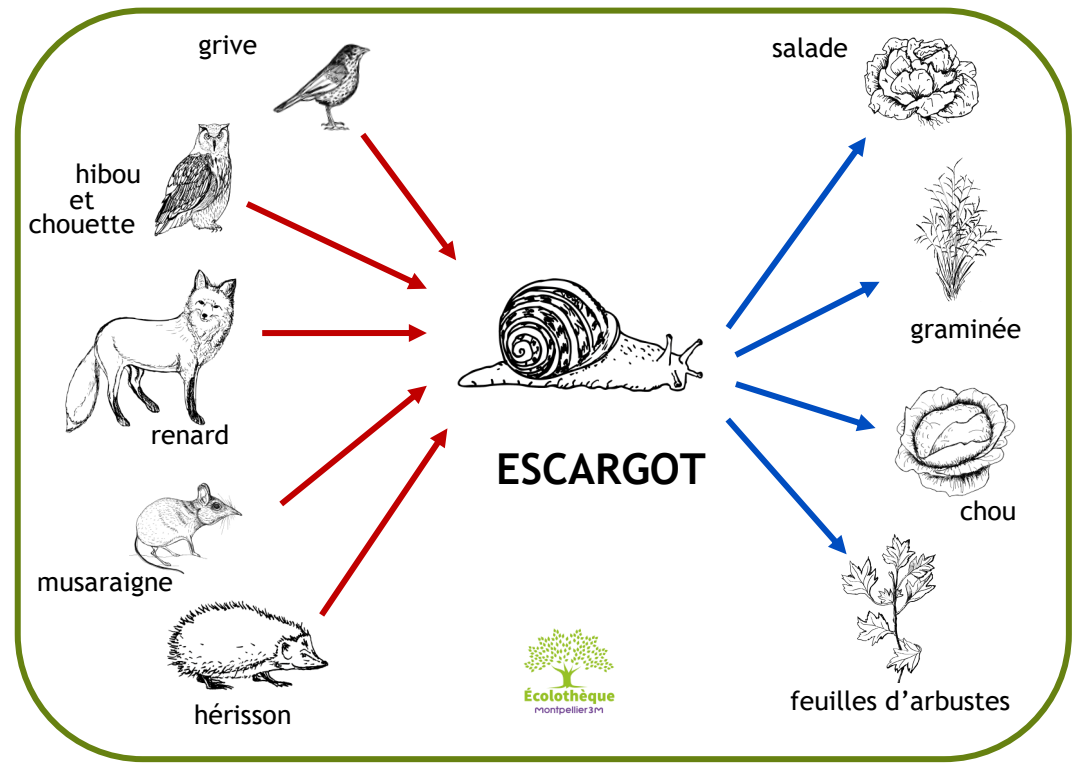 grive
salade
hibou
et
chouette
graminée
renard
ESCARGOT
chou
musaraigne
hérisson
Écolothèque
Montpellier3M
feuilles d’arbustes